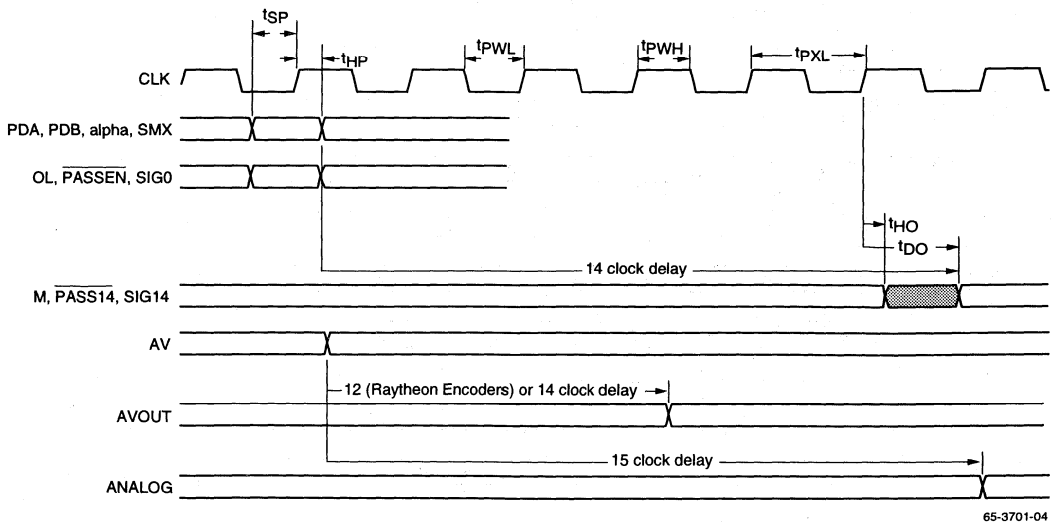 tSP
tHP
tPWL
tPWH
tPXL
CLK
PDA, PDB, alpha, SMX
OL, PASSEN, SIG0
tHO
tDO
14 clock delay
M, PASS14, SIG14
AV
12 (Raytheon Encoders) or 14 clock delay
AVOUT
15 clock delay
ANALOG
65-3701-04